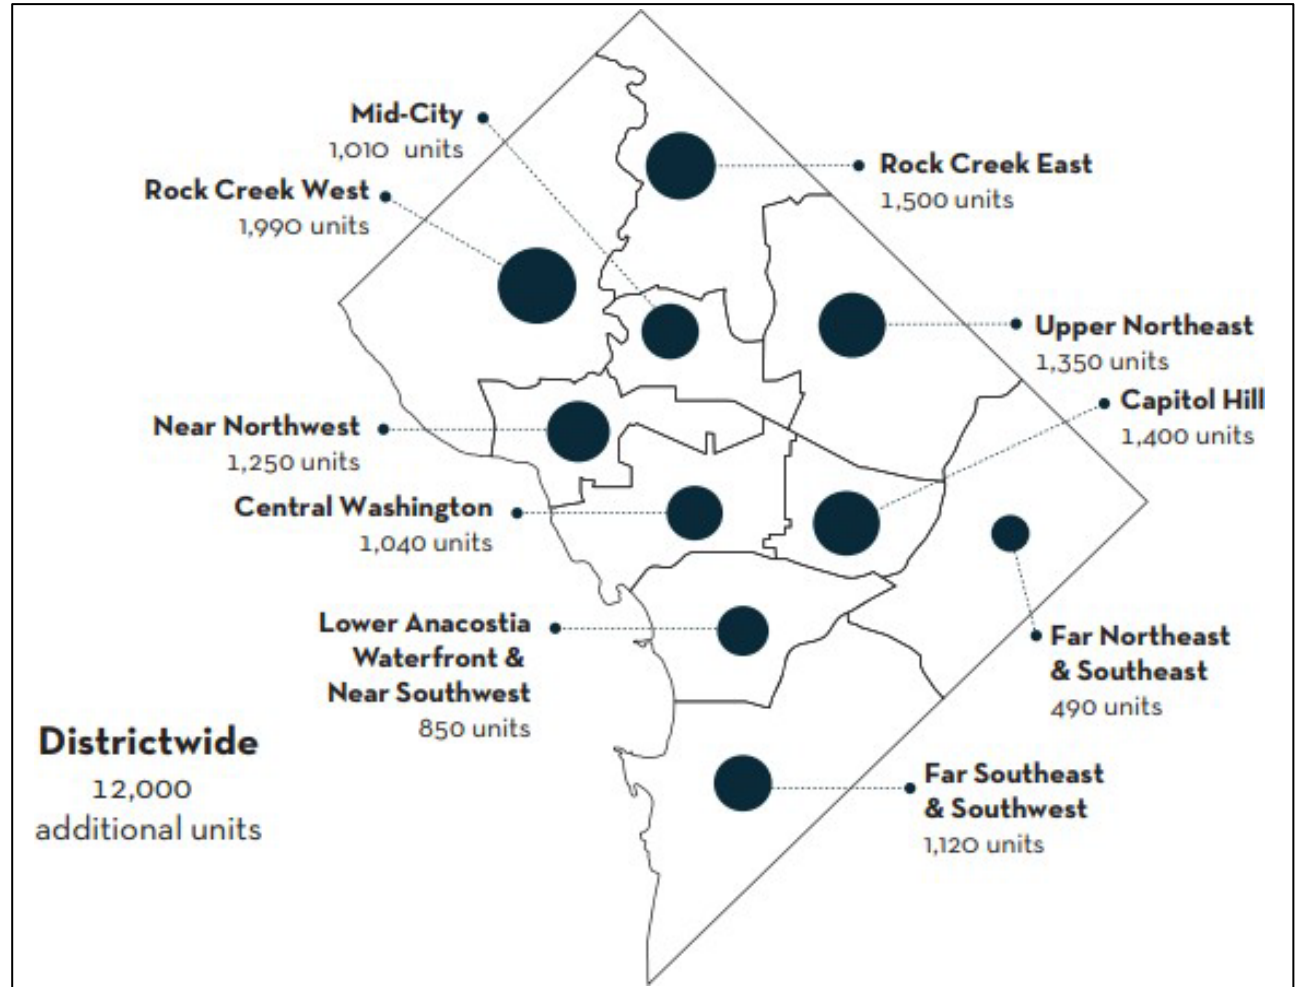 Mid-City
1,010 units
Rock Creek West
1,990 units
Rock Creek East
1,500 units
Upper Northeast
1,350 units
Capitol Hill
1,400 units
Near Northwest
1,250 units
Central Washington
1,040 units
Lower Anacostia
Waterfront &
Near Southwest
850 units
Far Northeast
& Southeast
490 units
Far Southeast
& Southwest
1,120 units
Districtwide
12,000
additional units